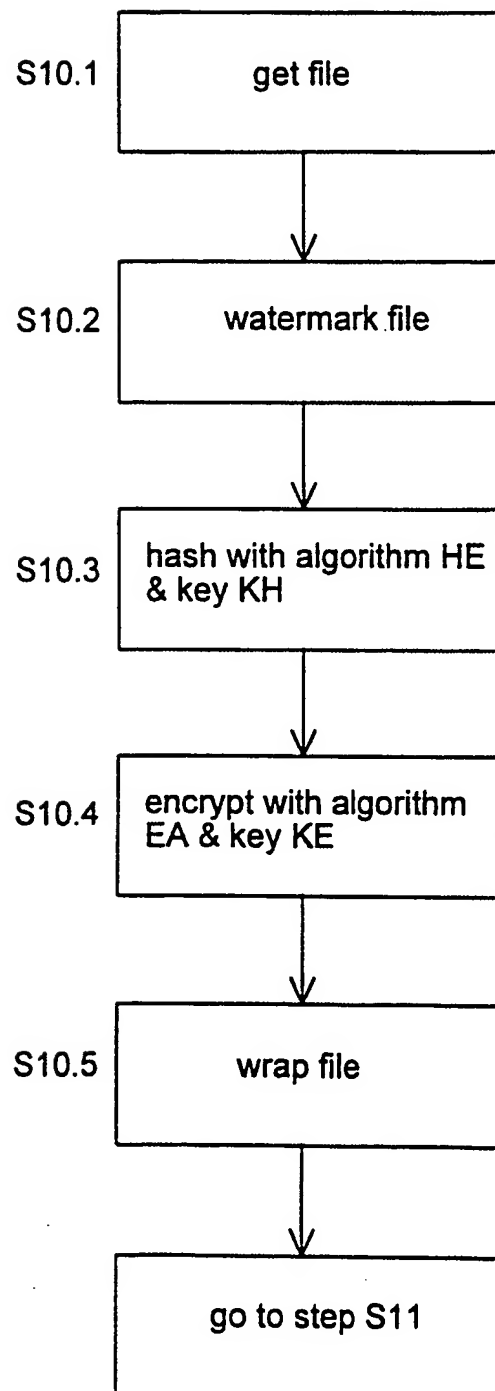 S10.1
get file
S10.2
watermark file
S10.3
hash with algorithm HE
& key KH
S10.4
encrypt with algorithm
EA & key KE
S10.5
wrap file
go to step S11